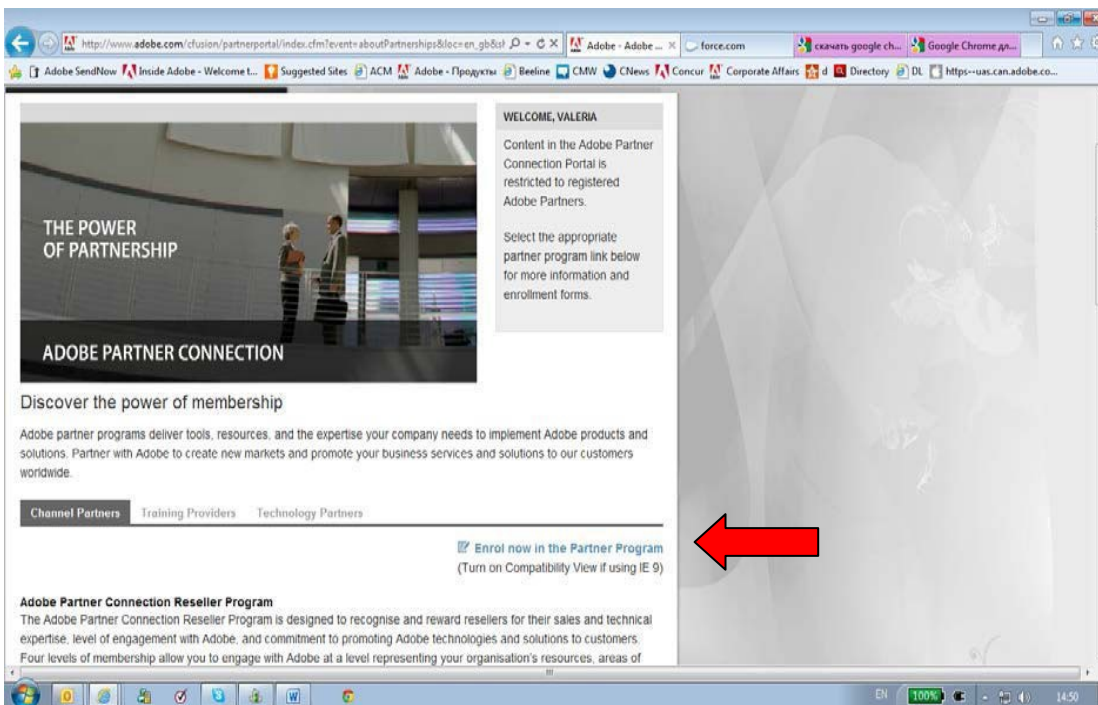 http://www.adobe.com/cfusion/partnerportal/index.cfm?event=aboutPartnerships&loc=en_gb&ist
Adobe - Adobe ...
force.com
скачать google ch...
Google Chrome дл...
Adobe SendNow
Inside Adobe - Welcome t...
Suggested Sites
ACM
Adobe - Продукты
Beeline
CMW
CNews
Concur
Corporate Affairs
d
Directory
DL
https--uas.can.adobe.co...
THE POWER
OF PARTNERSHIP
ADOBE PARTNER CONNECTION
WELCOME, VALERIA
Content in the Adobe Partner
Connection Portal is
restricted to registered
Adobe Partners.
Select the appropriate
partner program link below
for more information and
enrollment forms.
Discover the power of membership
Adobe partner programs deliver tools, resources, and the expertise your company needs to implement Adobe products and
solutions. Partner with Adobe to create new markets and promote your business services and solutions to our customers
worldwide.
Channel Partners
Training Providers
Technology Partners
Enrol now in the Partner Program
(Turn on Compatibility View if using IE 9)
Adobe Partner Connection Reseller Program
The Adobe Partner Connection Reseller Program is designed to recognise and reward resellers for their sales and technical
expertise, level of engagement with Adobe, and commitment to promoting Adobe technologies and solutions to customers.
Four levels of membership allow you to engage with Adobe at a level representing your organisation's resources, areas of
EN
100%
14:50